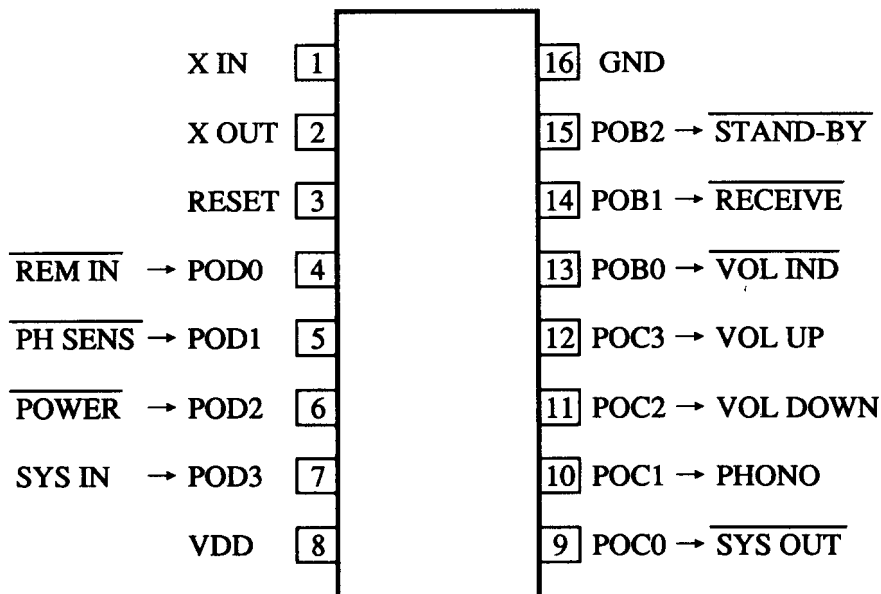 X IN 1 16 GND
X OUT 2 15 POB2 → STAND-BY
RESET 3 14 POB1 → RECEIVE
REM IN → POD0 4 13 POB0 → VOL IND
PH SENS → POD1 5 12 POC3 → VOL UP
POWER → POD2 6 11 POC2 → VOL DOWN
SYS IN → POD3 7 10 POC1 → PHONO
VDD 8 9 POC0 → SYS OUT